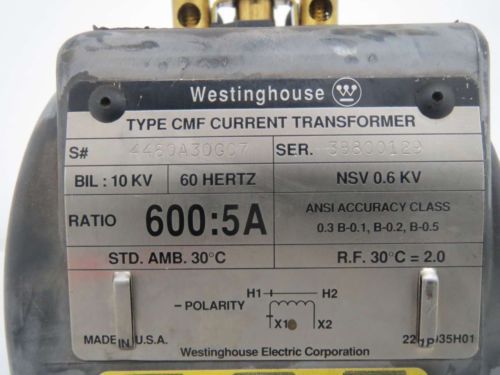 Westinghouse
TYPE CMF CURRENT TRANSFORMER
S# 4460A30G07 SER. 39800129
BIL : 10 KV 60 HERTZ NSV 0.6 KV
RATIO 600:5A ANSI ACCURACY CLASS
0.3 B-0.1, B-0.2, B-0.5
STD. AMB. 30°C R.F. 30°C = 2.0
H1 H2
– POLARITY
X1 X2
MADE IN U.S.A.
Westinghouse Electric Corporation